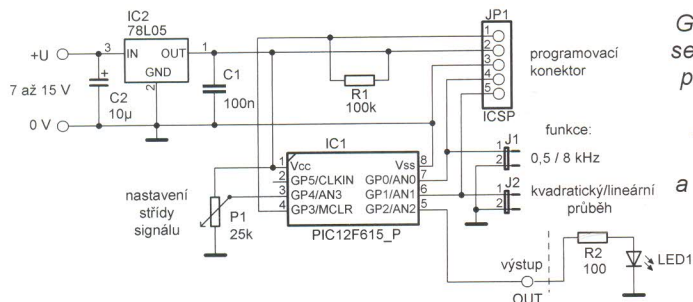 IC2
78L05
+U
3
IN
OUT
1
GND
2
7 až 15 V
C2
10µ
+
C1
100n
0 V
R1
100k
JP1
1
2
3
4
5
ICSP
programovací
konektor
G
se
p
a
IC1
1
Vcc
2
GP5/CLKIN
3
GP4/AN3
4
GP3/MCLR
Vss
8
GP0/AN0
7
GP1/AN1
6
GP2/AN2
5
PIC12F615_P
nastavení
střídy
signálu
P1
25k
funkce:
J1
1
2
0,5 / 8 kHz
J2
1
2
kvadratický/lineární
průběh
výstup
OUT
R2
100
LED1